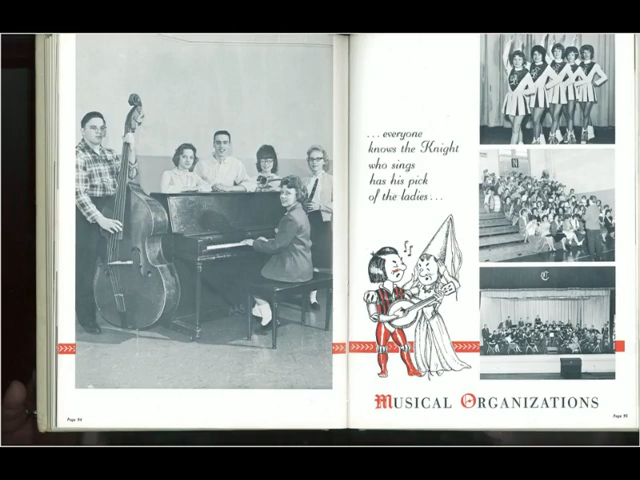 ...everyone
knows the Knight
who sings
has his pick
of the ladies...
N
C
MUSICAL ORGANIZATIONS
Page 94
Page 95